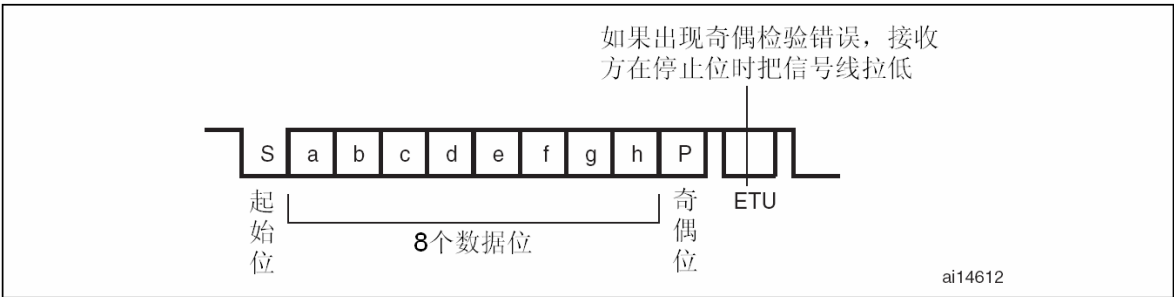 如果出现奇偶检验错误，接收
方在停止位时把信号线拉低
S a b c d e f g h P
ETU
起始位
8个数据位
奇偶位
ai14612